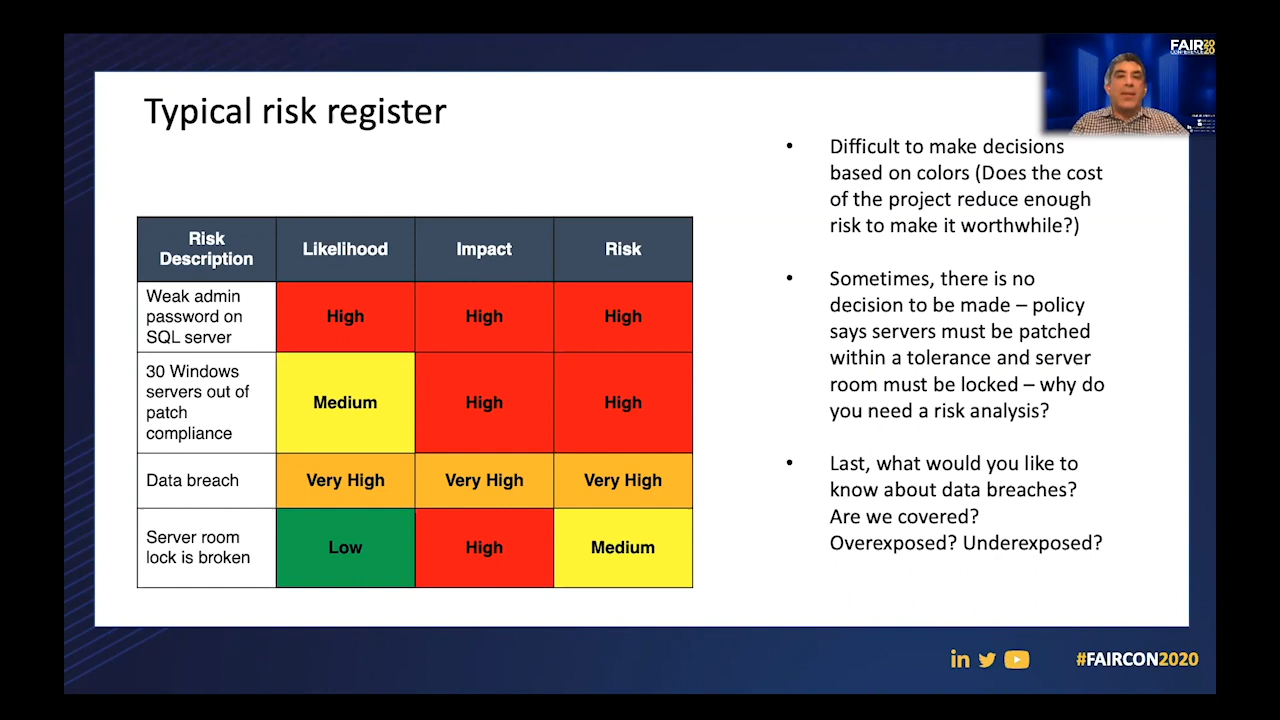 FAIR 20
CONFERENCE 20
Typical risk register
Risk
Description
Likelihood
Impact
Risk
Weak admin
password on
SQL server
High
High
High
30 Windows
servers out of
patch
compliance
Medium
High
High
Data breach
Very High
Very High
Very High
Server room
lock is broken
Low
High
Medium
• Difficult to make decisions
based on colors (Does the cost
of the project reduce enough
risk to make it worthwhile?)
• Sometimes, there is no
decision to be made – policy
says servers must be patched
within a tolerance and server
room must be locked – why do
you need a risk analysis?
• Last, what would you like to
know about data breaches?
Are we covered?
Overexposed? Underexposed?
in
#FAIRCON2020